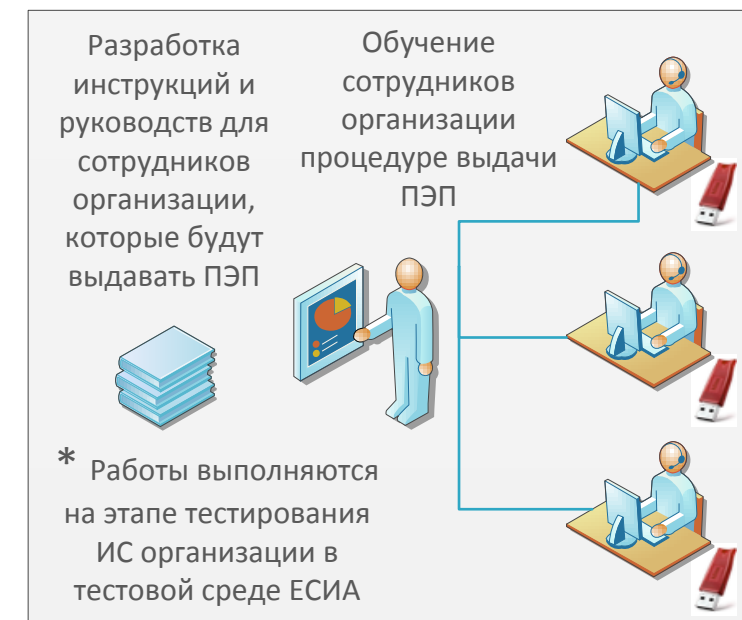 Разработка
инструкций и
руководств для
сотрудников
организации,
которые будут
выдавать ПЭП
Обучение
сотрудников
организации
процедуре выдачи
ПЭП
* Работы выполняются
на этапе тестирования
ИС организации в
тестовой среде ЕСИА